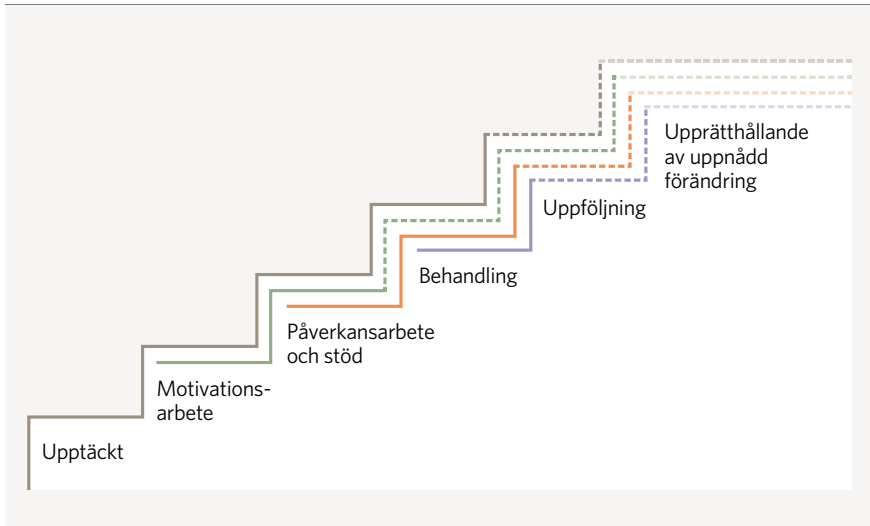 Upptäckt
Motivations-
arbete
Påverkansarbete
och stöd
Behandling
Uppföljning
Upprätthållande
av uppnådd
förändring